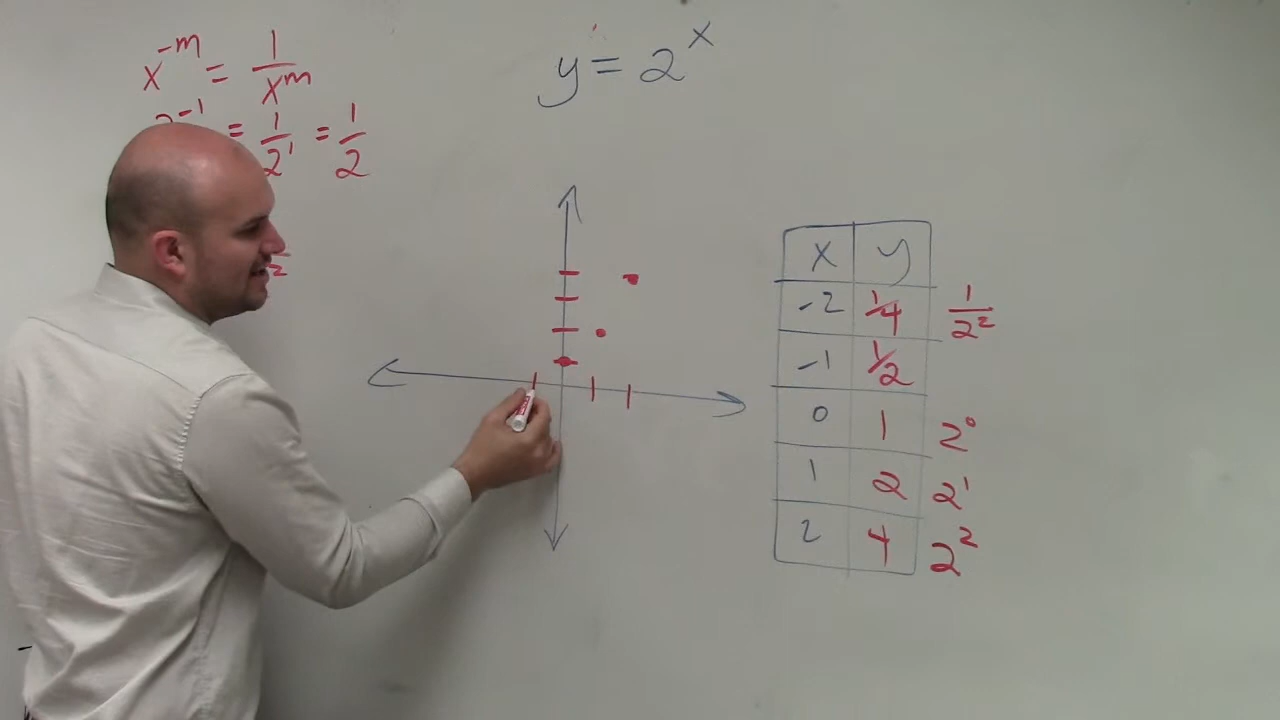 x^-m = 1/x^m
y = 2^x
= 1/2^1 = 1/2
x y
-2 1/4 1/2^2
-1 1/2
0 1 2^0
1 2 2^1
2 4 2^2